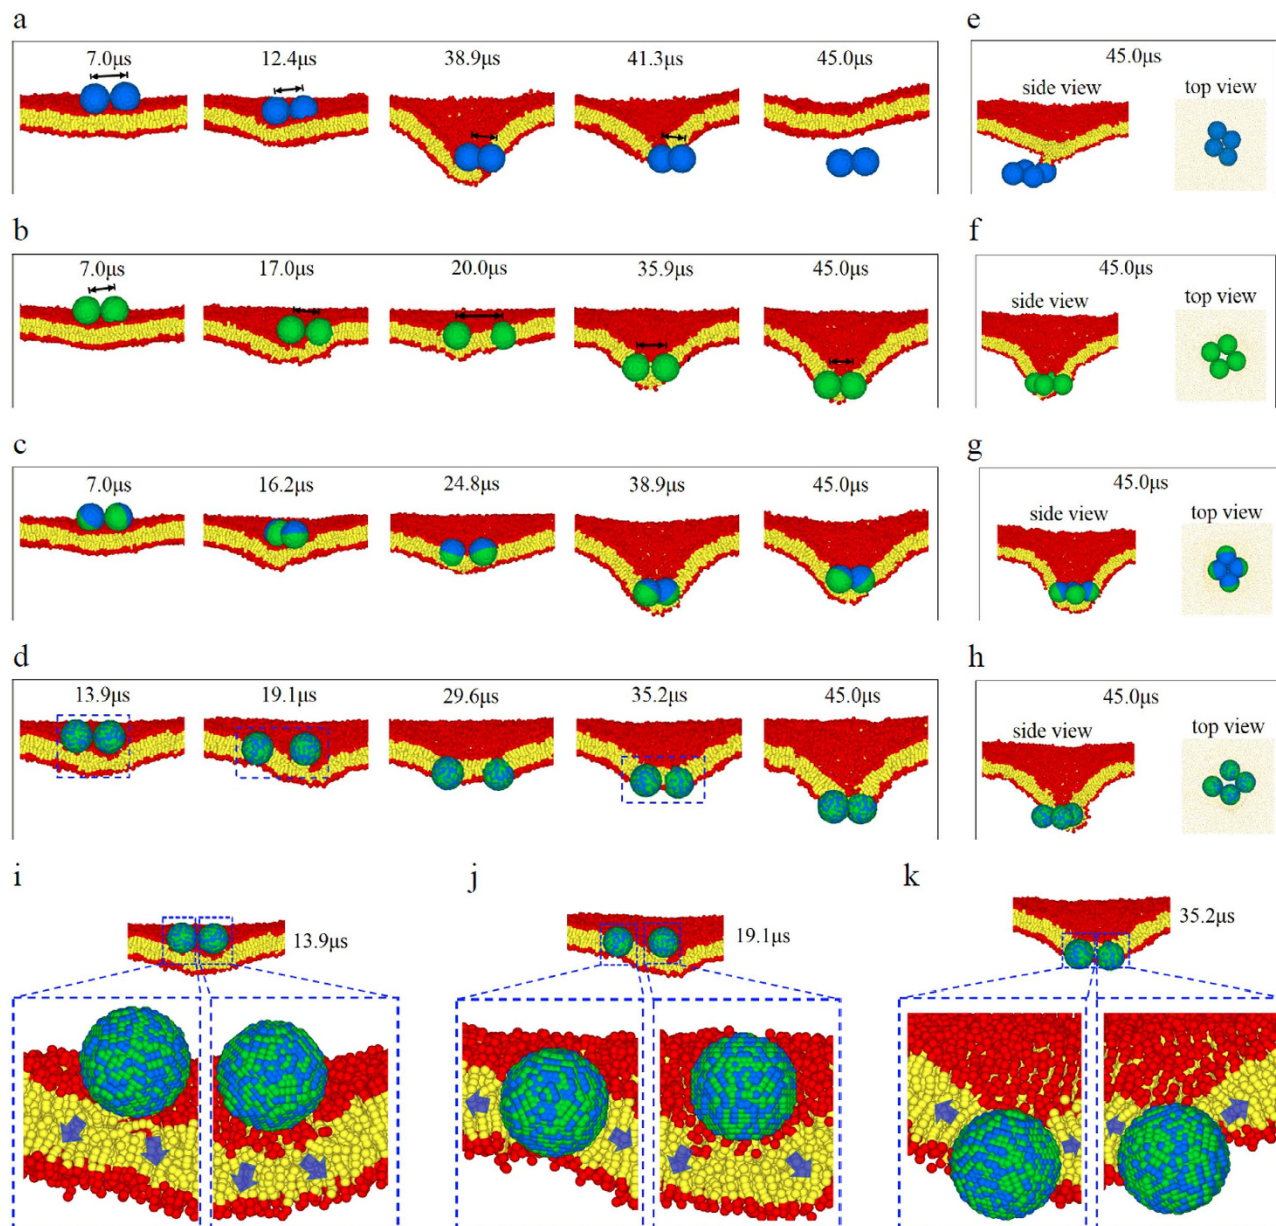 a
7.0μs 12.4μs 38.9μs 41.3μs 45.0μs
e
45.0μs
side view top view
b
7.0μs 17.0μs 20.0μs 35.9μs 45.0μs
f
45.0μs
side view top view
c
7.0μs 16.2μs 24.8μs 38.9μs 45.0μs
g
45.0μs
side view top view
d
13.9μs 19.1μs 29.6μs 35.2μs 45.0μs
h
45.0μs
side view top view
i
13.9μs
j
19.1μs
k
35.2μs